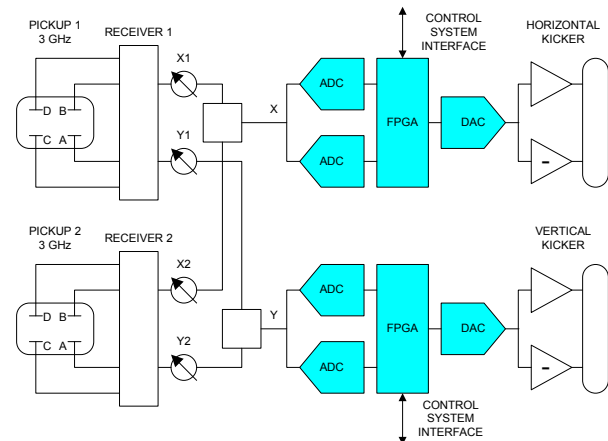 PICKUP 1
3 GHz
RECEIVER 1
CONTROL
SYSTEM
INTERFACE
HORIZONTAL
KICKER
X1
D B
C A
Y1
X
ADC
ADC
FPGA
DAC
-
PICKUP 2
3 GHz
RECEIVER 2
VERTICAL
KICKER
X2
D B
C A
Y2
Y
ADC
ADC
FPGA
DAC
-
CONTROL
SYSTEM
INTERFACE